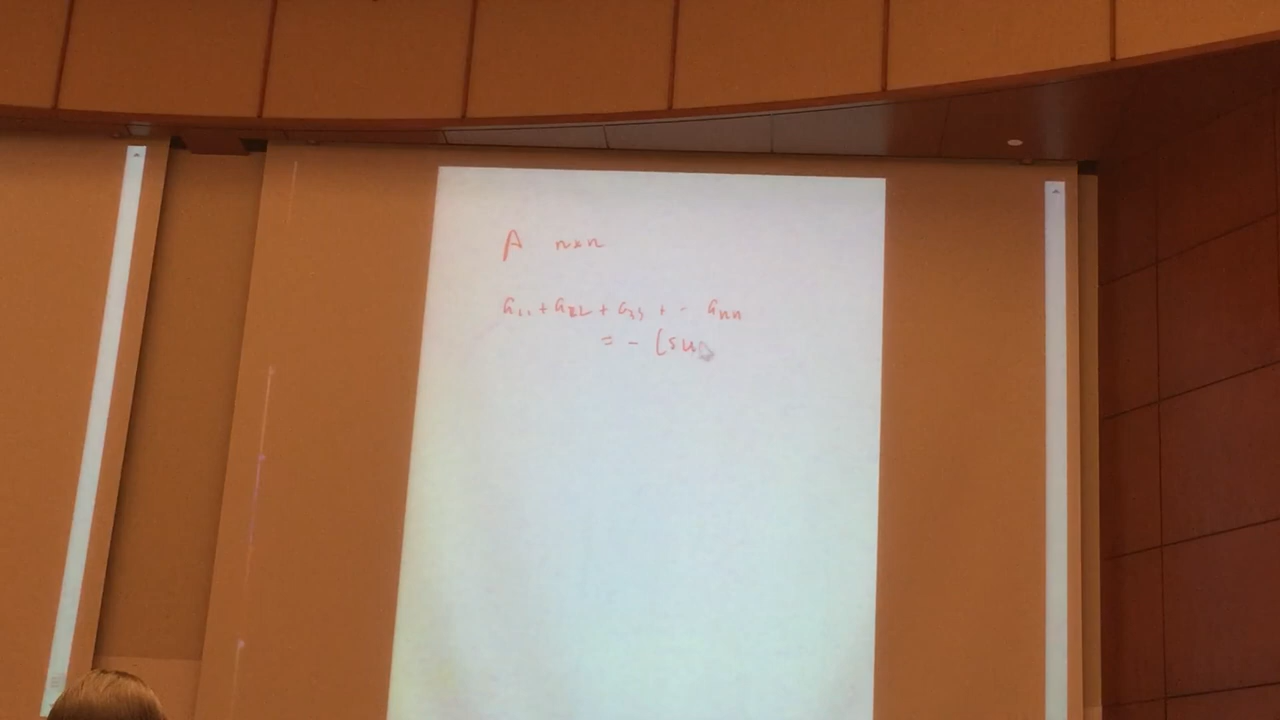 A n×n
a₁₁ + a₂₂ + a₃₃ + - aₙₙ
= - (su